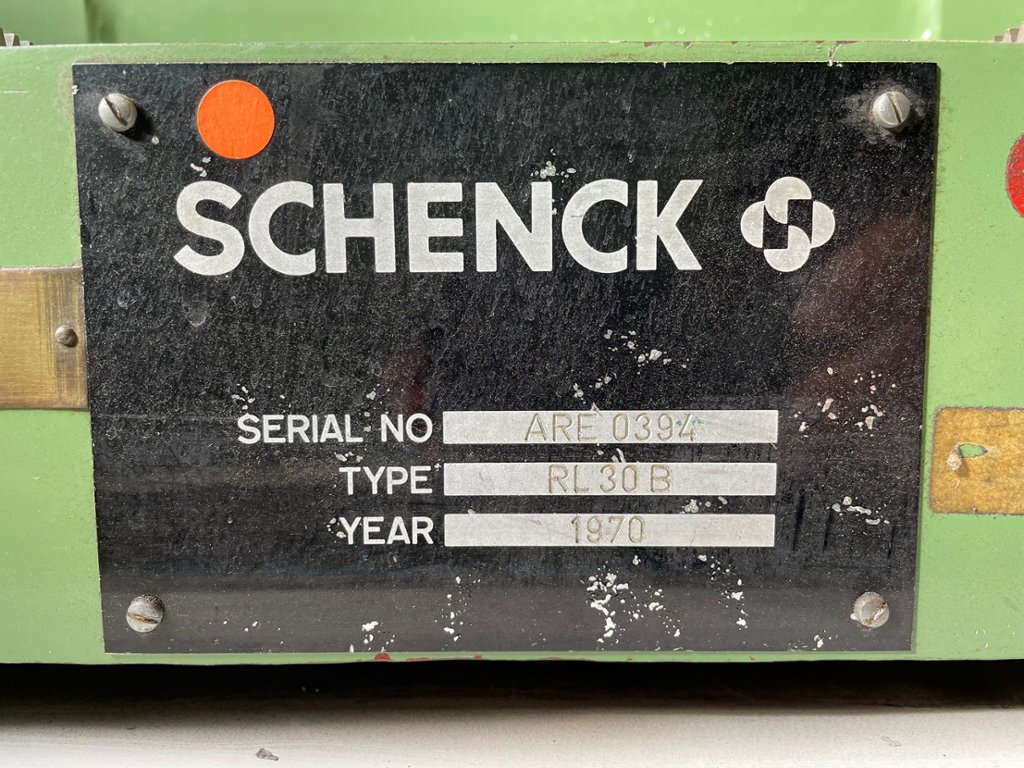 SCHENCK
SERIAL NO ARE 0394
TYPE RL 30 B
YEAR 1970